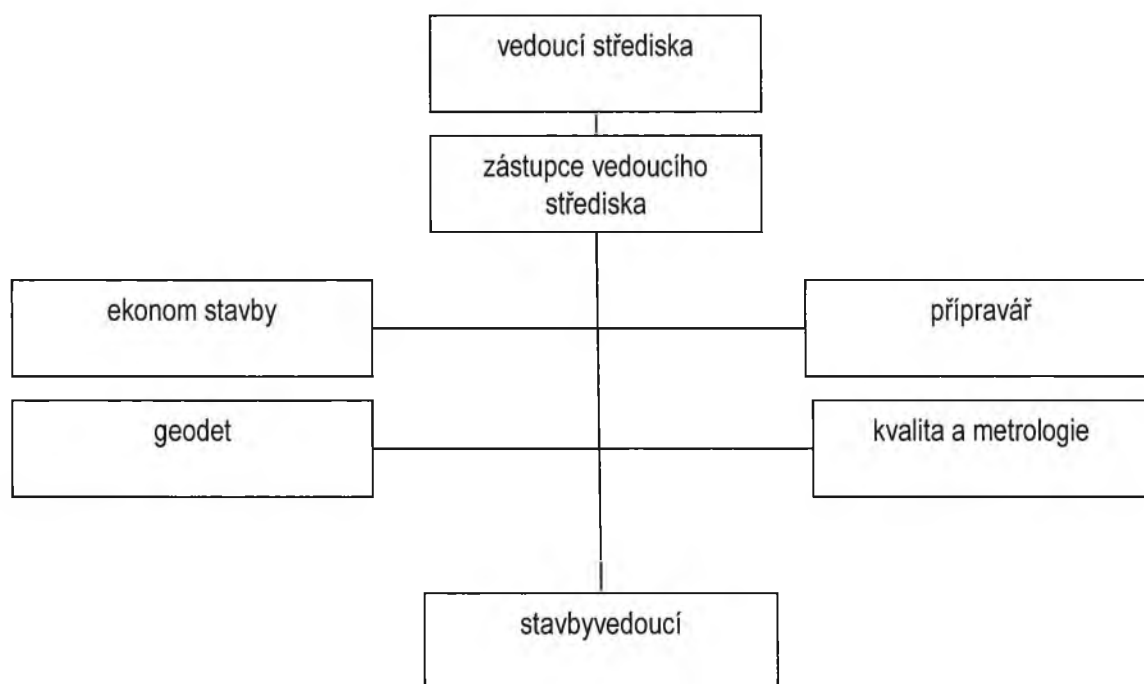 vedoucí střediska
zástupce vedoucího
střediska
ekonom stavby
přípravář
geodet
kvalita a metrologie
stavbyvedoucí